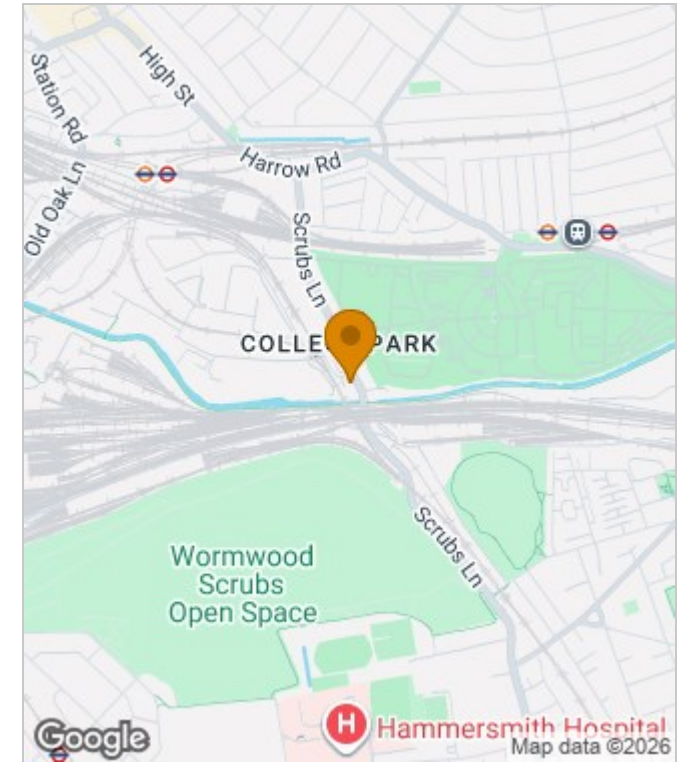 High St
Station Rd
Harrow Rd
Old Oak Ln
Scrubs Ln
COLLE PARK
Scrubs Ln
Wormwood
Scrubs
Open Space
H Hammersmith Hospital
Google
Map data ©2026